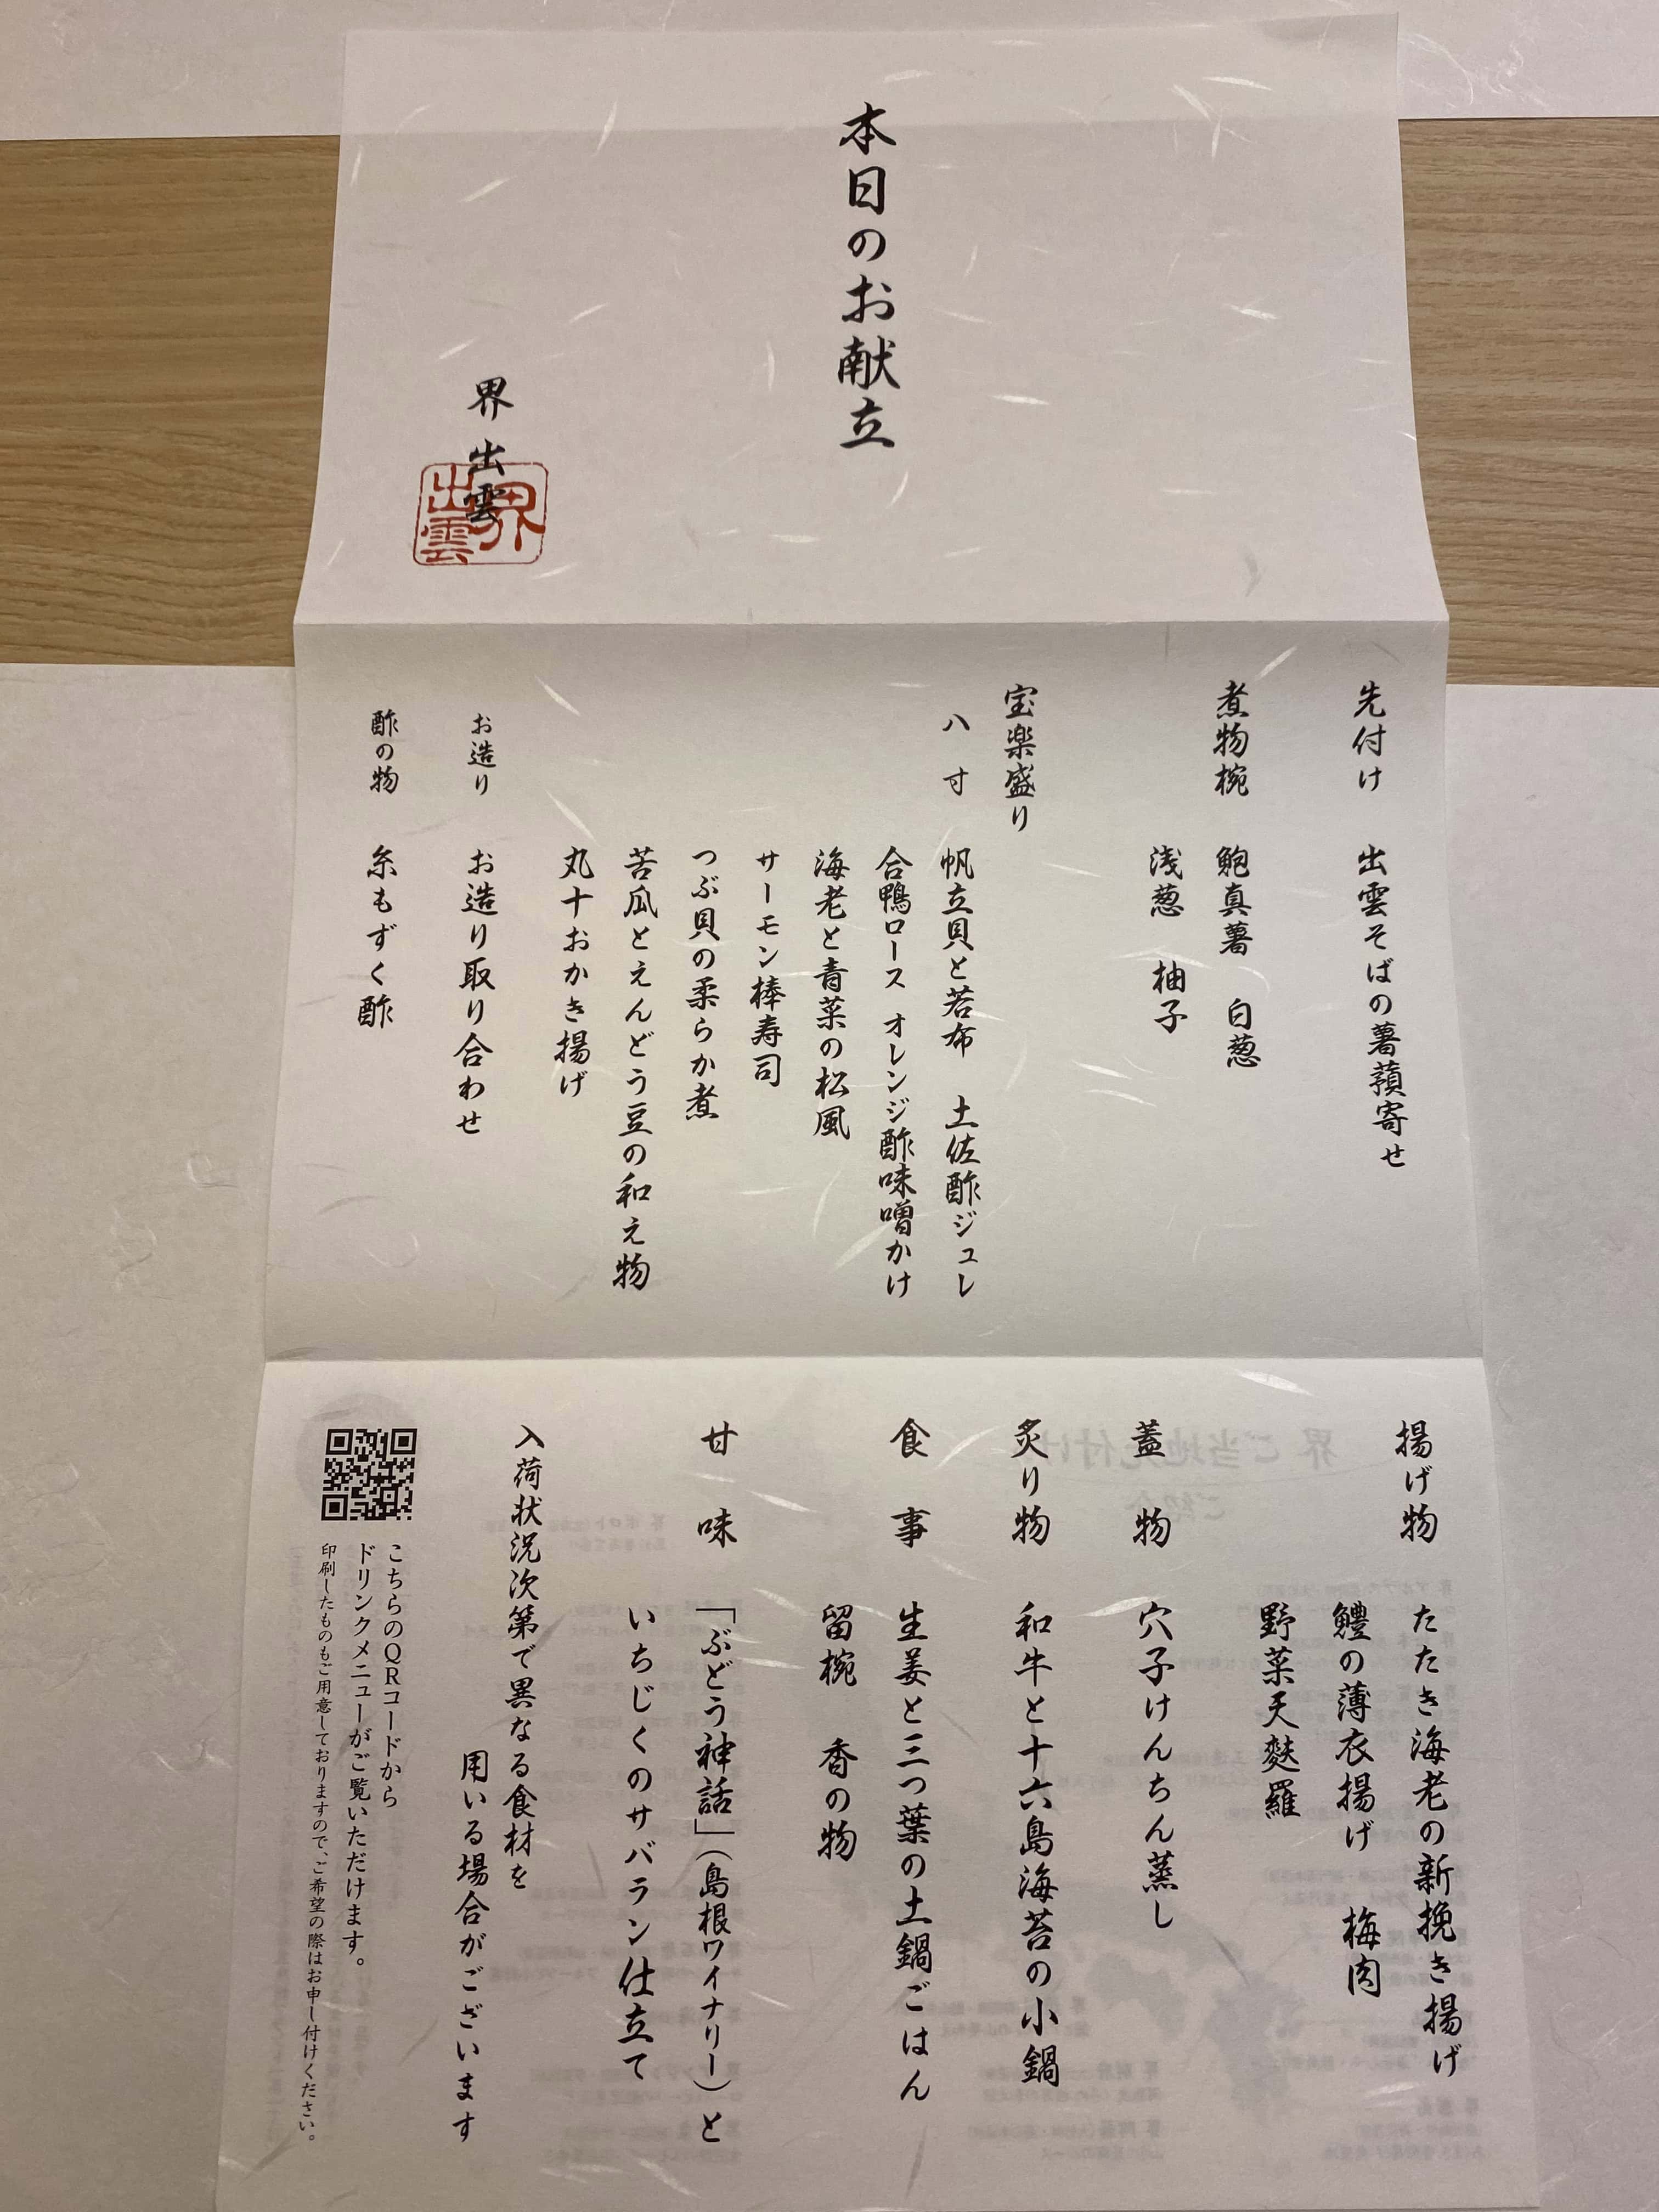 本日のお献立
界 出雲
界
出雲
先付け 出雲そばの薯蕷寄せ
煮物椀 鮑真薯 白葱
浅葱 柚子
宝楽盛り
八寸 帆立貝と若布 土佐酢ジュレ
合鴨ロース オレンジ酢味噌かけ
海老と青菜の松風
サーモン棒寿司
つぶ貝の柔らか煮
苦瓜とえんどう豆の和え物
丸十おかき揚げ
お造り お造り取り合わせ
酢の物 糸もずく酢
揚げ物 たたき海老の新挽き揚げ
鱧の薄衣揚げ 梅肉
野菜天麩羅
蓋物 穴子けんちん蒸し
炙り物 和牛と十六島海苔の小鍋
食事 生姜と三つ葉の土鍋ごはん
留椀 香の物
甘味 「ぶどう神話」(島根ワイナリー)と
いちじくのサバラン仕立て
入荷状況次第で異なる食材を
用いる場合がございます
こちらのQRコードから
ドリンクメニューがご覧いただけます。
印刷したものもご用意しておりますので、ご希望の際はお申し付けください。